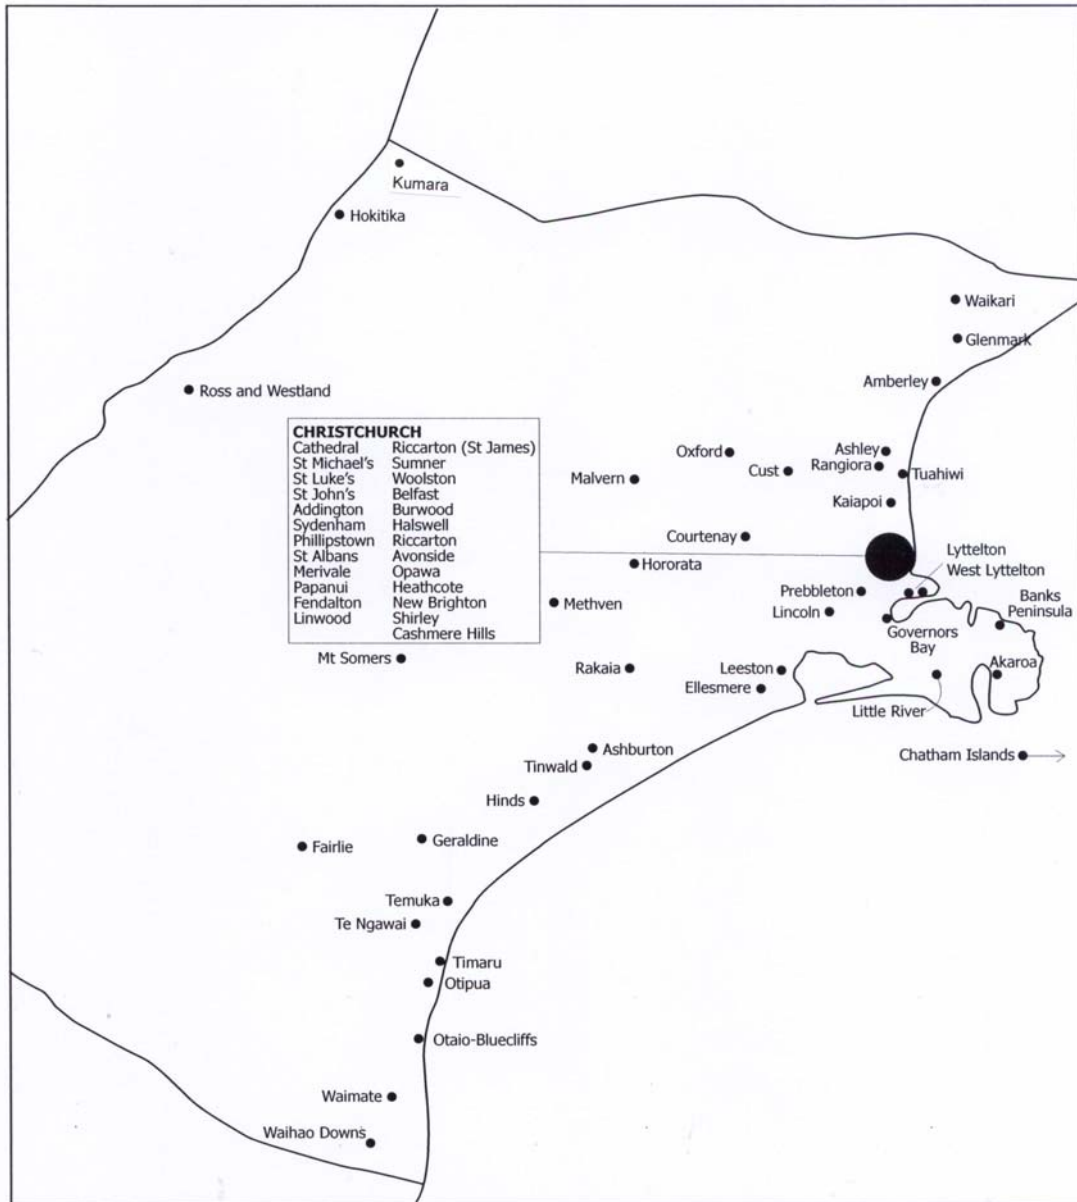 Kumara
Hokitika
Waikari
Glenmark
Amberley
Ross and Westland
CHRISTCHURCH
Cathedral Riccarton (St James)
St Michael's Sumner
St Luke's Woolston
St John's Belfast
Addington Burwood
Sydenham Halswell
Phillipstown Riccarton
St Albans Avonside
Merivale Opawa
Papanui Heathcote
Fendalton New Brighton
Linwood Shirley
Cashmere Hills
Oxford
Ashley
Rangiora
Cust
Tuahiwi
Malvern
Kaiapoi
Courtenay
Lyttelton
West Lyttelton
Hororata
Prebbleton
Banks
Peninsula
Methven
Lincoln
Governors
Bay
Mt Somers
Rakaia
Leeston
Akaroa
Ellesmere
Little River
Ashburton
Chatham Islands
Tinwald
Hinds
Geraldine
Fairlie
Temuka
Te Ngawai
Timaru
Otipua
Otaio-Bluecliffs
Waimate
Waihao Downs